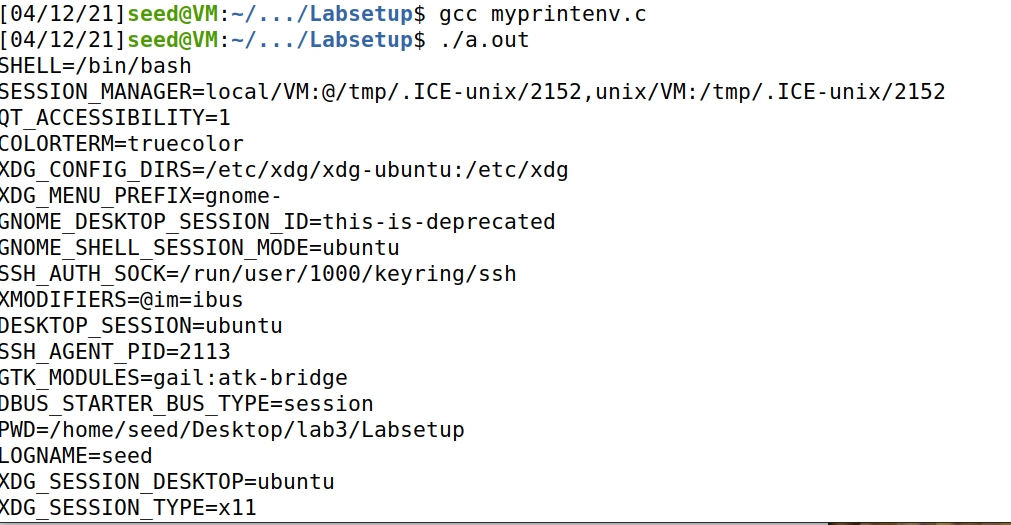 [04/12/21]seed@VM:~/.../Labsetup$ gcc myprintenv.c
[04/12/21]seed@VM:~/.../Labsetup$ ./a.out
SHELL=/bin/bash
SESSION_MANAGER=local/VM:@/tmp/.ICE-unix/2152,unix/VM:/tmp/.ICE-unix/2152
QT_ACCESSIBILITY=1
COLORTERM=truecolor
XDG_CONFIG_DIRS=/etc/xdg/xdg-ubuntu:/etc/xdg
XDG_MENU_PREFIX=gnome-
GNOME_DESKTOP_SESSION_ID=this-is-deprecated
GNOME_SHELL_SESSION_MODE=ubuntu
SSH_AUTH_SOCK=/run/user/1000/keyring/ssh
XMODIFIERS=@im=ibus
DESKTOP_SESSION=ubuntu
SSH_AGENT_PID=2113
GTK_MODULES=gail:atk-bridge
DBUS_STARTER_BUS_TYPE=session
PWD=/home/seed/Desktop/lab3/Labsetup
LOGNAME=seed
XDG_SESSION_DESKTOP=ubuntu
XDG_SESSION_TYPE=x11